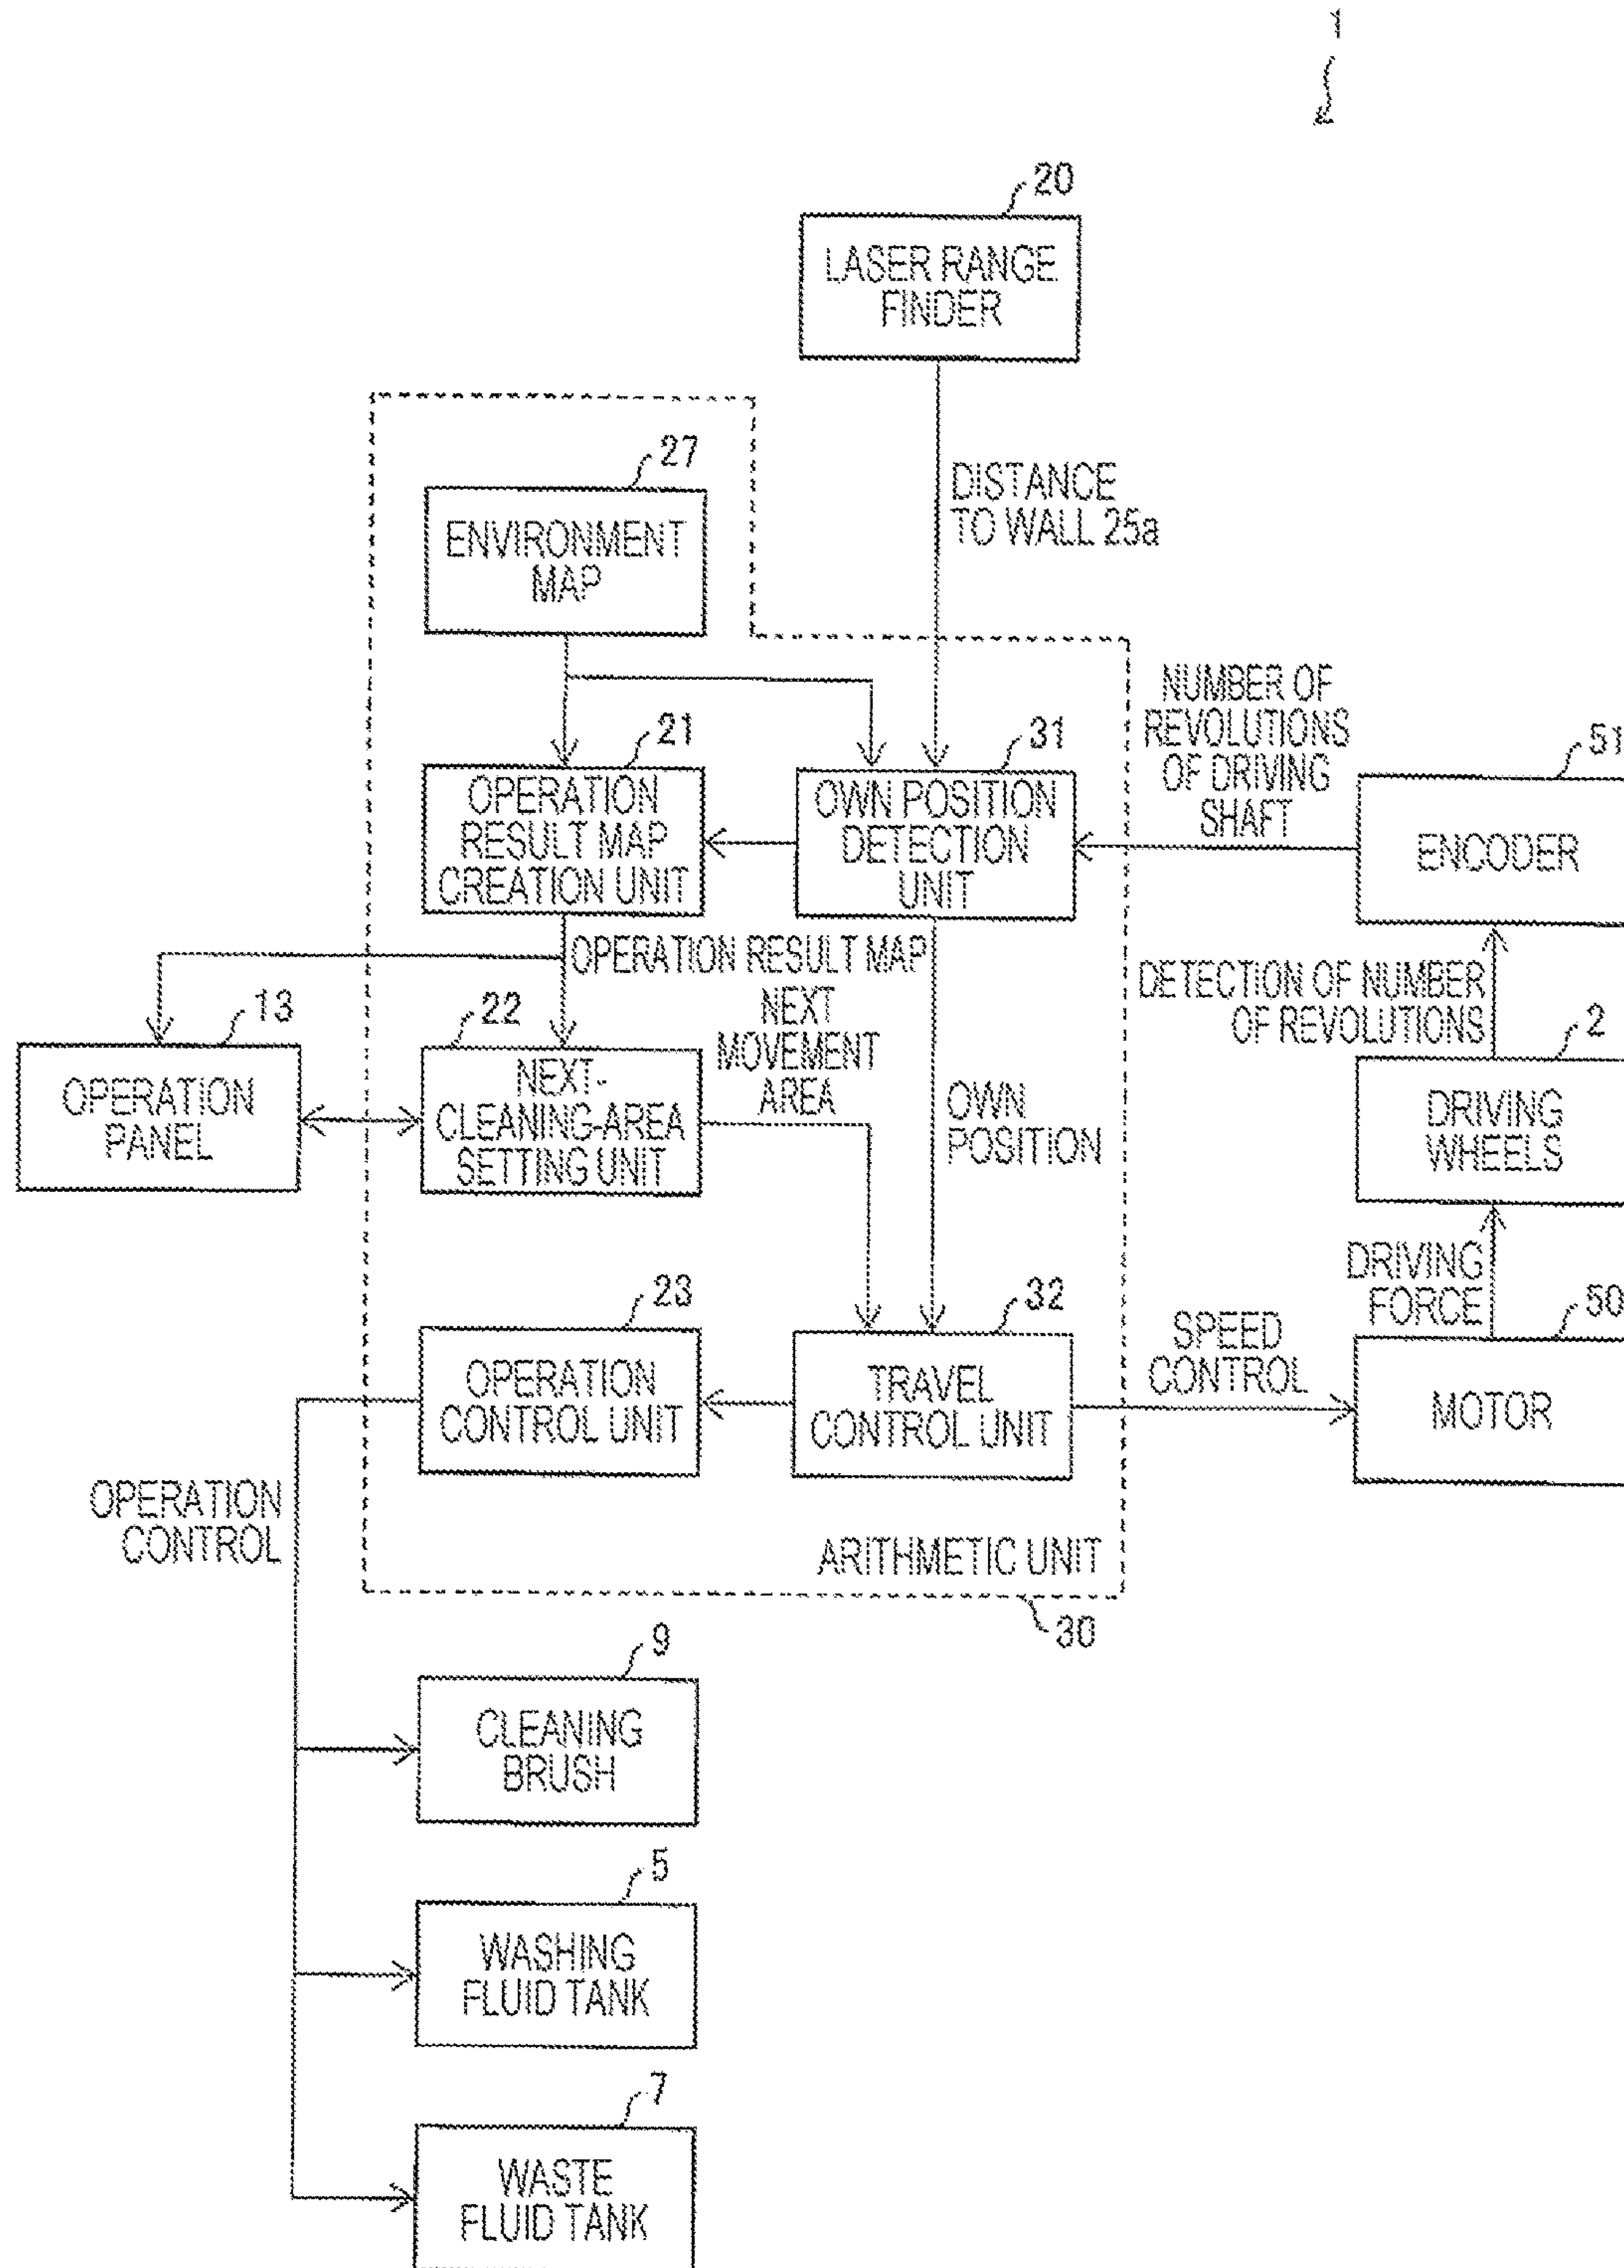 1
20
LASER RANGE
FINDER
27
ENVIRONMENT
MAP
DISTANCE
TO WALL 25a
NUMBER OF
REVOLUTIONS
OF DRIVING
SHAFT
21
OPERATION
RESULT MAP
CREATION UNIT
31
OWN POSITION
DETECTION
UNIT
51
ENCODER
OPERATION RESULT MAP
DETECTION OF NUMBER
OF REVOLUTIONS
13
OPERATION
PANEL
22
NEXT-
CLEANING-AREA
SETTING UNIT
NEXT
MOVEMENT
AREA
OWN
POSITION
2
DRIVING
WHEELS
DRIVING
FORCE
23
OPERATION
CONTROL UNIT
32
TRAVEL
CONTROL UNIT
SPEED
CONTROL
50
MOTOR
OPERATION
CONTROL
ARITHMETIC UNIT
30
9
CLEANING
BRUSH
5
WASHING
FLUID TANK
7
WASTE
FLUID TANK